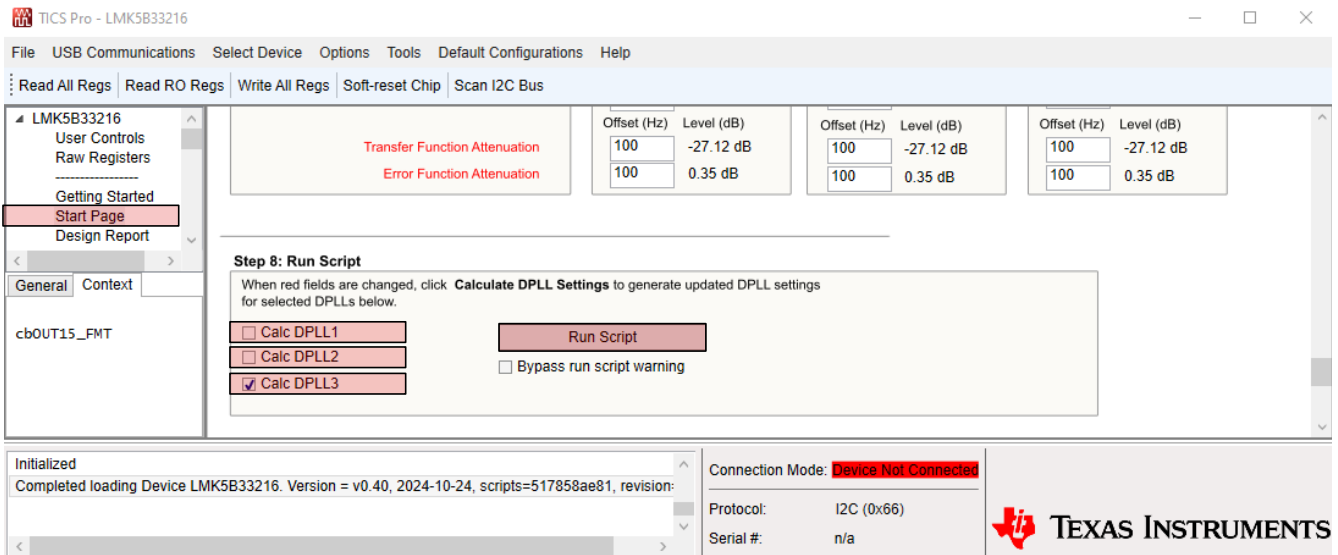 TICS Pro - LMK5B33216
File USB Communications Select Device Options Tools Default Configurations Help
Read All Regs Read RO Regs Write All Regs Soft-reset Chip Scan I2C Bus
LMK5B33216
User Controls
Raw Registers
-----------------
Getting Started
Start Page
Design Report
General Context
cbOUT15_FMT
Offset (Hz) Level (dB) Offset (Hz) Level (dB) Offset (Hz) Level (dB)
Transfer Function Attenuation 100 -27.12 dB 100 -27.12 dB 100 -27.12 dB
Error Function Attenuation 100 0.35 dB 100 0.35 dB 100 0.35 dB
Step 8: Run Script
When red fields are changed, click Calculate DPLL Settings to generate updated DPLL settings
for selected DPLLs below.
Calc DPLL1 Run Script
Calc DPLL2 Bypass run script warning
Calc DPLL3
Initialized
Completed loading Device LMK5B33216. Version = v0.40, 2024-10-24, scripts=517858ae81, revision
Connection Mode: Device Not Connected
Protocol: I2C (0x66)
Serial #: n/a
TEXAS INSTRUMENTS